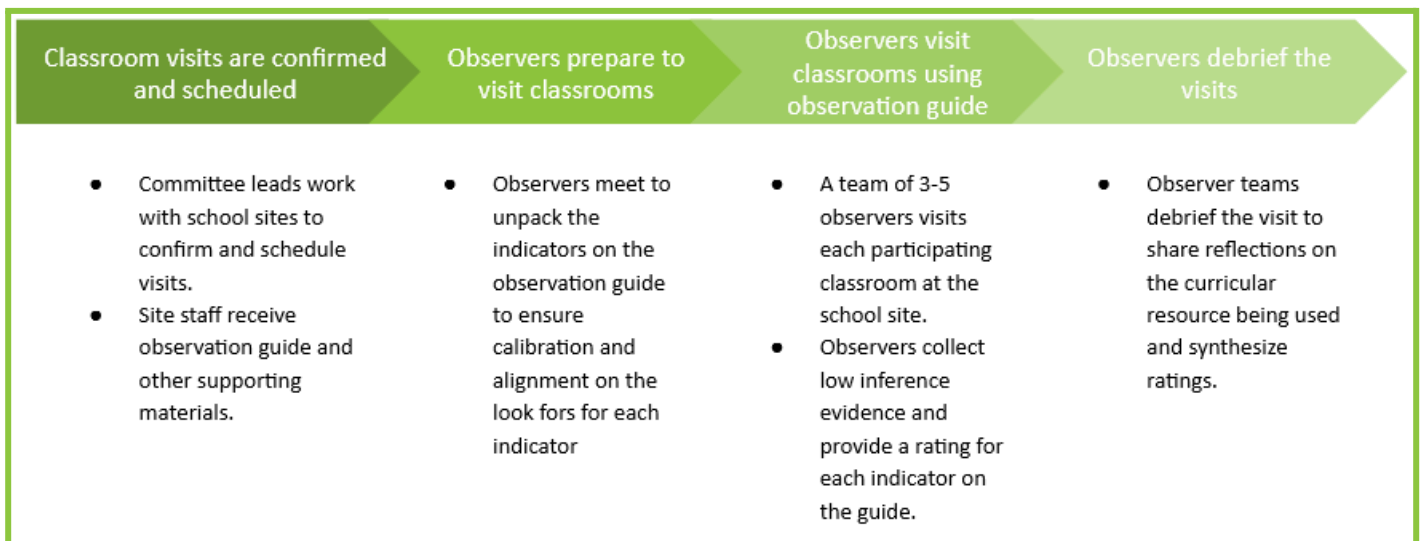 Classroom visits are confirmed
and scheduled
Observers prepare to
visit classrooms
Observers visit
classrooms using
observation guide
Observers debrief the
visits
● Committee leads work
with school sites to
confirm and schedule
visits.
● Site staff receive
observation guide and
other supporting
materials.
● Observers meet to
unpack the
indicators on the
observation guide
to ensure
calibration and
alignment on the
look fors for each
indicator
● A team of 3-5
observers visits
each participating
classroom at the
school site.
● Observers collect
low inference
evidence and
provide a rating for
each indicator on
the guide.
● Observer teams
debrief the visit to
share reflections on
the curricular
resource being used
and synthesize
ratings.